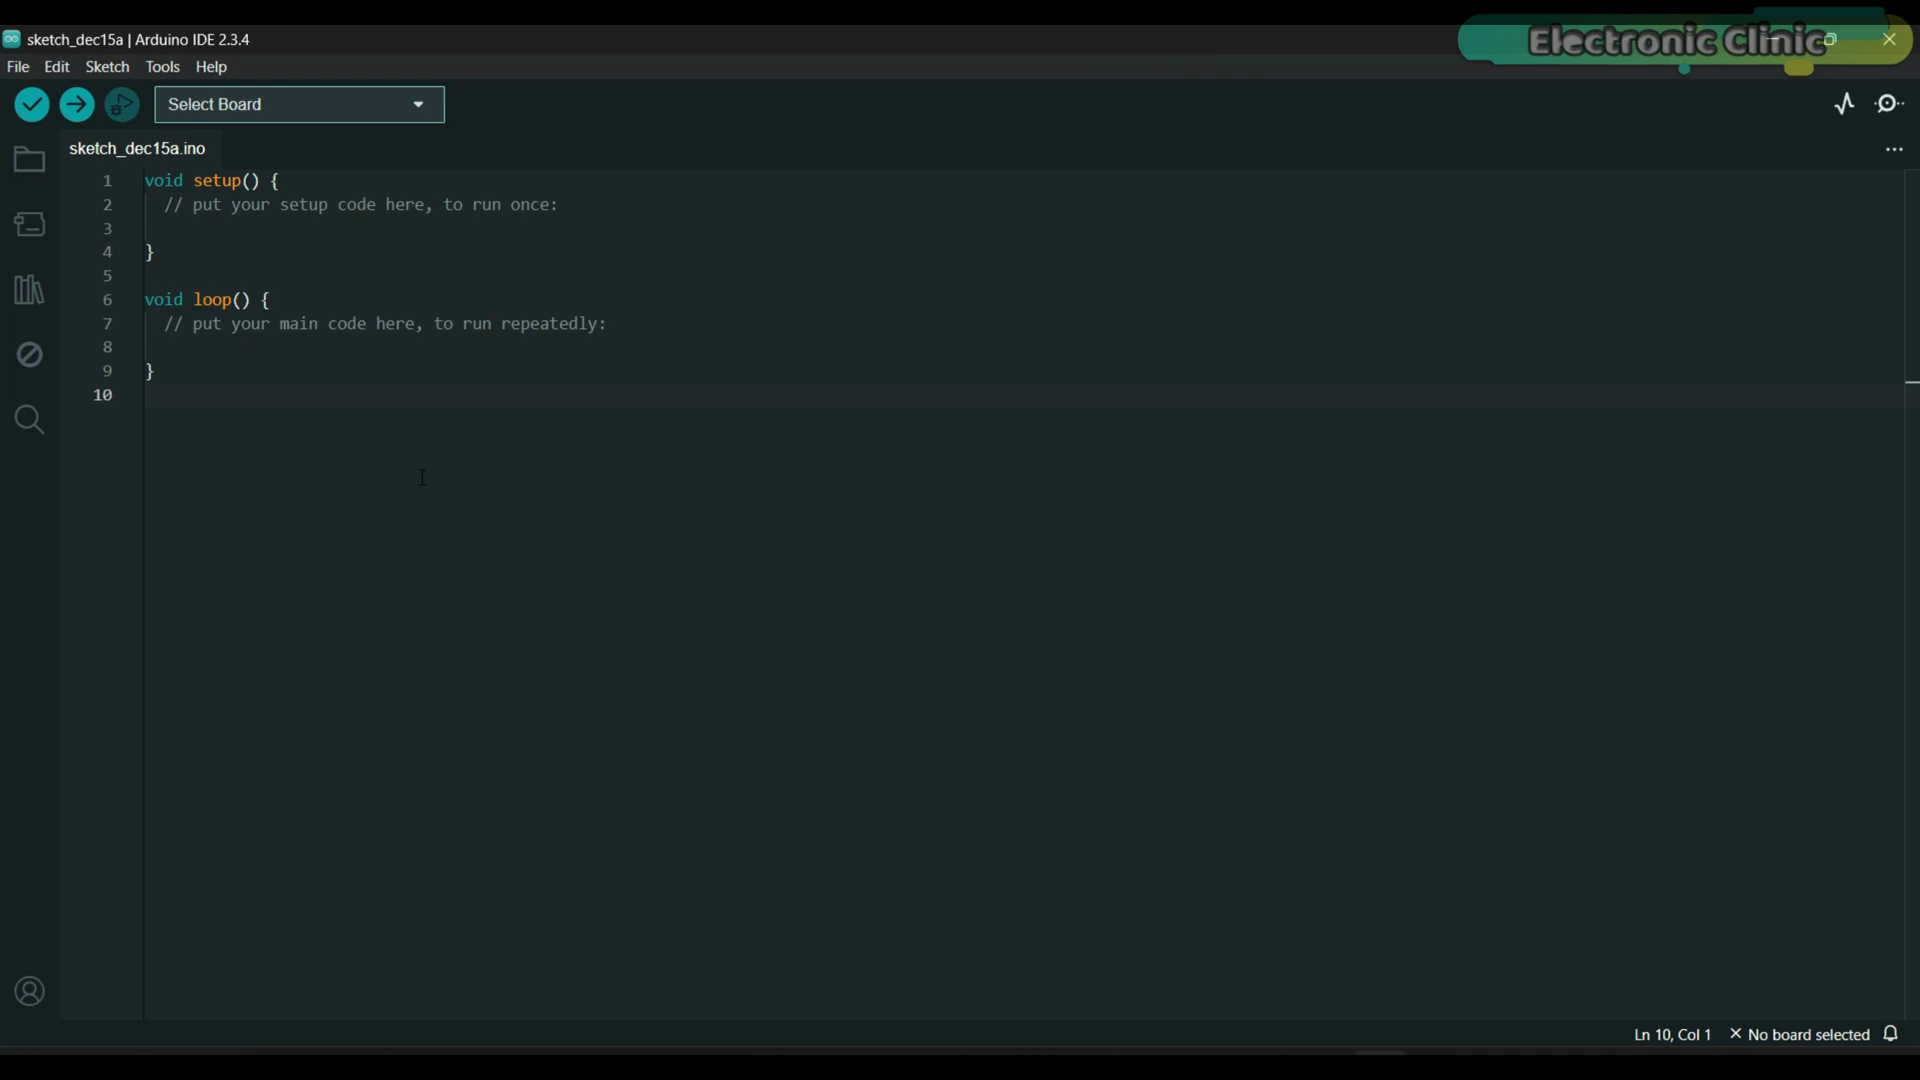 Electronic Clinic
sketch_dec15a | Arduino IDE 2.3.4
File Edit Sketch Tools Help
Select Board
sketch_dec15a.ino
1 void setup() {
2 // put your setup code here, to run once:
3
4 }
5
6 void loop() {
7 // put your main code here, to run repeatedly:
8
9 }
10
Ln 10, Col 1 × No board selected